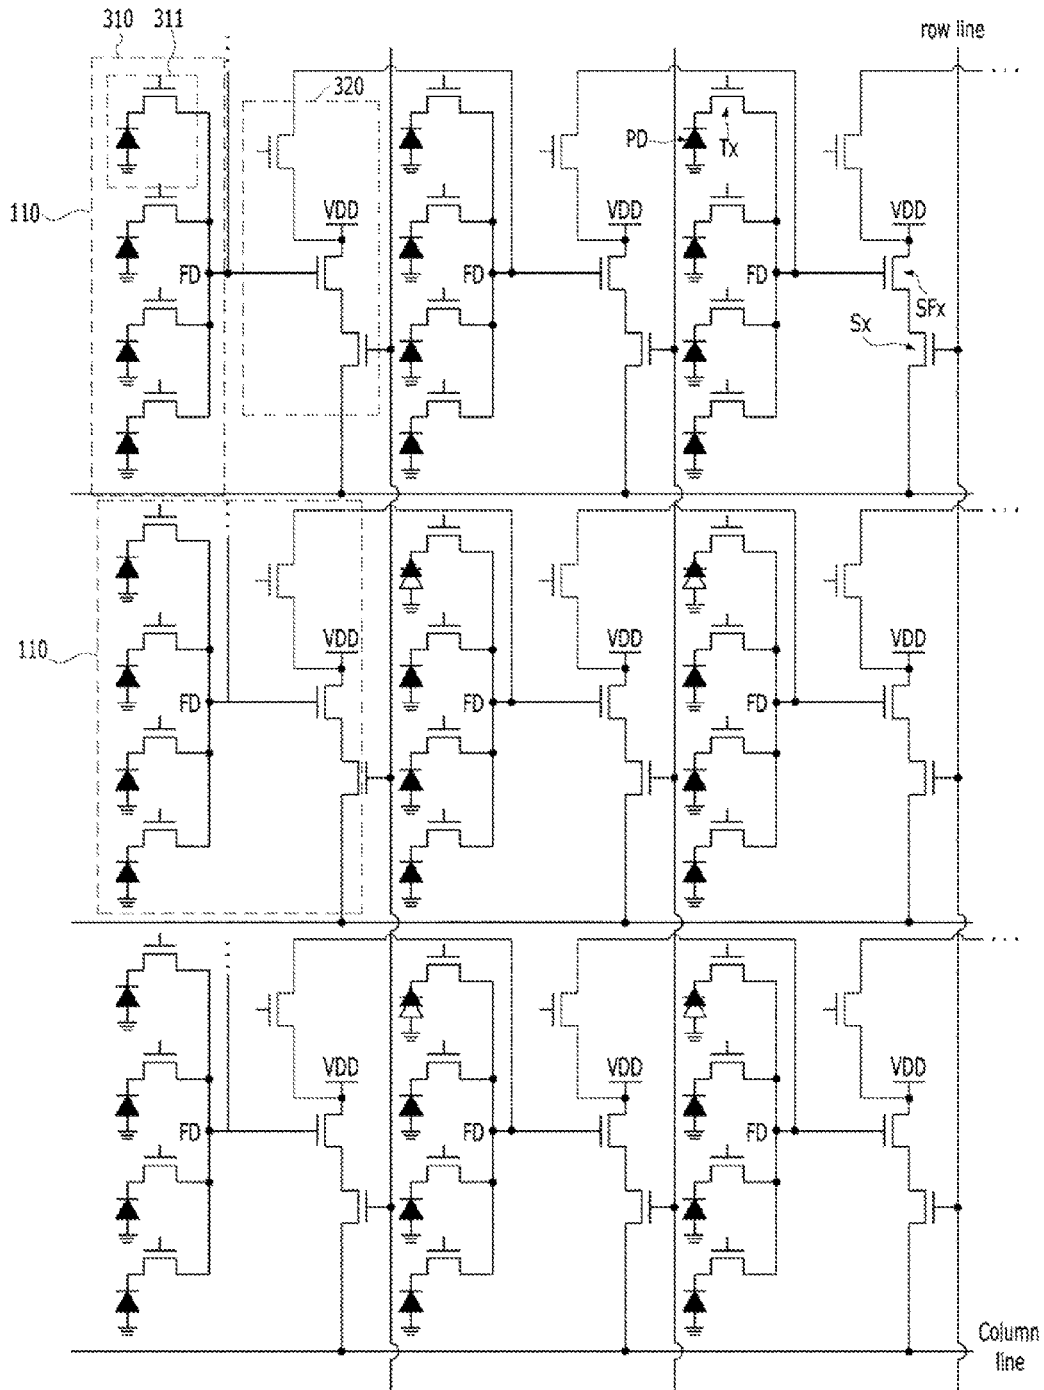 310 311
row line
320
PD Tx
110
VDD VDD VDD
FD FD FD
SFx
Sx
110
VDD VDD VDD
FD FD FD
VDD VDD VDD
FD FD FD
Column
line